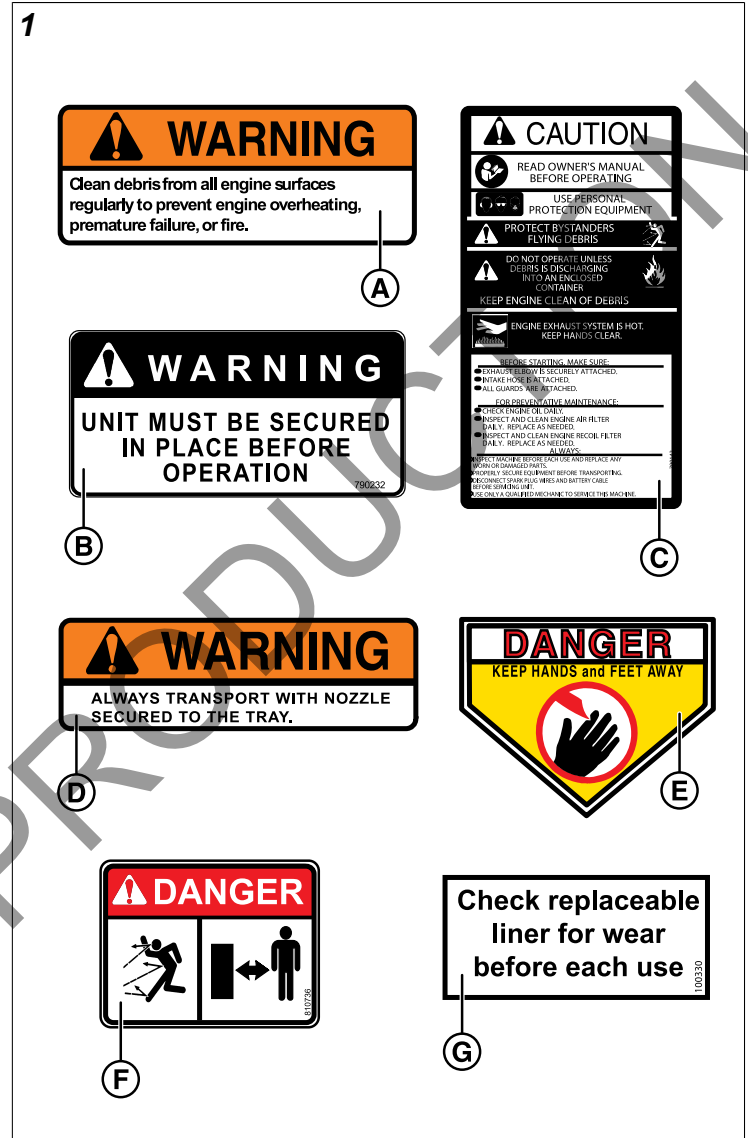 1
WARNING
Clean debris from all engine surfaces
regularly to prevent engine overheating,
premature failure, or fire.
A
WARNING
UNIT MUST BE SECURED
IN PLACE BEFORE
OPERATION
790232
B
CAUTION
READ OWNER'S MANUAL
BEFORE OPERATING
USE PERSONAL
PROTECTION EQUIPMENT
PROTECT BYSTANDERS
FLYING DEBRIS
DO NOT OPERATE UNLESS
DEBRIS IS DISCHARGING
INTO AN ENCLOSED
CONTAINER
KEEP ENGINE CLEAN OF DEBRIS
ENGINE EXHAUST SYSTEM IS HOT.
KEEP HANDS CLEAR.
BEFORE STARTING, MAKE SURE:
EXHAUST ELBOW IS SECURELY ATTACHED.
INTAKE HOSE IS ATTACHED.
ALL GUARDS ARE ATTACHED.
FOR PREVENTATIVE MAINTENANCE:
CHECK ENGINE OIL DAILY.
INSPECT AND CLEAN ENGINE AIR FILTER
DAILY. REPLACE AS NEEDED.
INSPECT AND CLEAN ENGINE RECOIL FILTER
DAILY. REPLACE AS NEEDED.
ALWAYS:
INSPECT MACHINE BEFORE EACH USE AND REPLACE ANY
WORN OR DAMAGED PARTS.
PROPERLY SECURE EQUIPMENT BEFORE TRANSPORTING.
DISCONNECT SPARK PLUG WIRES AND BATTERY CABLE
BEFORE SERVICING UNIT.
USE ONLY A QUALIFIED MECHANIC TO SERVICE THIS MACHINE.
C
WARNING
ALWAYS TRANSPORT WITH NOZZLE
SECURED TO THE TRAY.
D
DANGER
KEEP HANDS and FEET AWAY
E
DANGER
810736
F
Check replaceable
liner for wear
before each use
100330
G
PRODUCTION